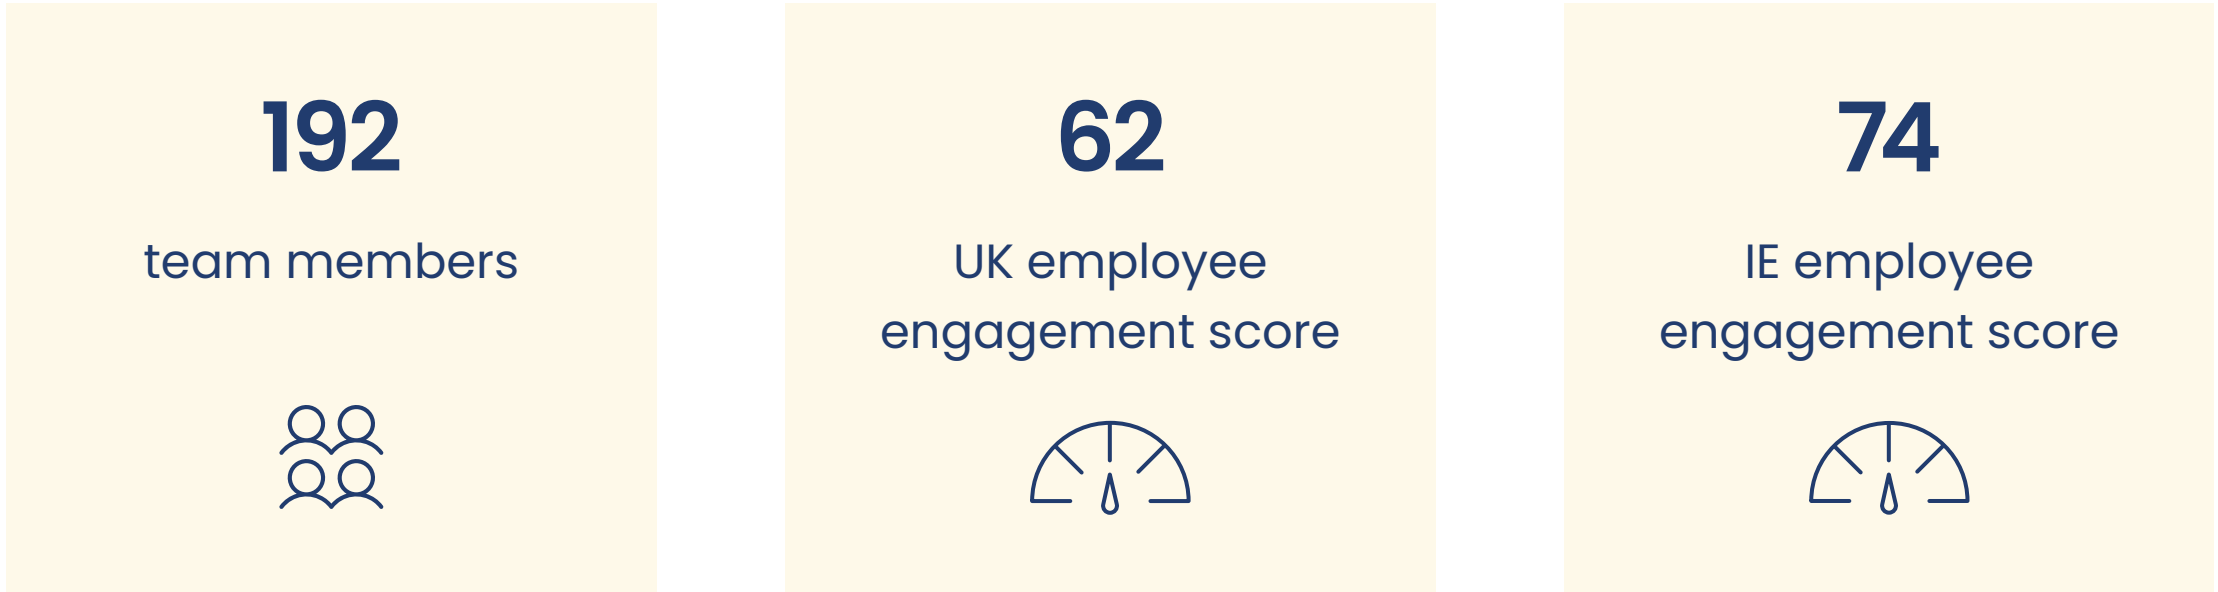 192
team members
62
UK employee
engagement score
74
IE employee
engagement score